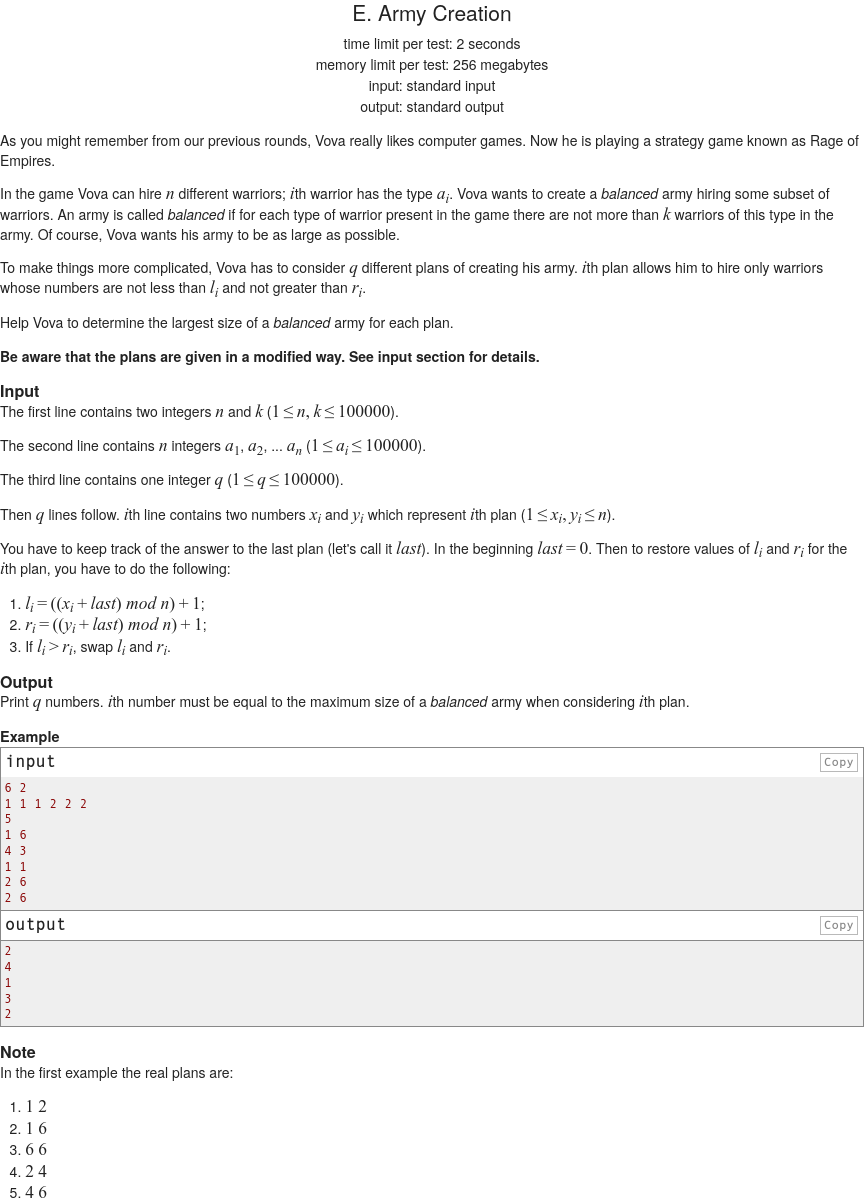 E. Army Creation
time limit per test: 2 seconds
memory limit per test: 256 megabytes
input: standard input
output: standard output
As you might remember from our previous rounds, Vova really likes computer games. Now he is playing a strategy game known as Rage of
Empires.
In the game Vova can hire n different warriors; ith warrior has the type a_i. Vova wants to create a balanced army hiring some subset of
warriors. An army is called balanced if for each type of warrior present in the game there are not more than k warriors of this type in the
army. Of course, Vova wants his army to be as large as possible.
To make things more complicated, Vova has to consider q different plans of creating his army. ith plan allows him to hire only warriors
whose numbers are not less than l_i and not greater than r_i.
Help Vova to determine the largest size of a balanced army for each plan.
Be aware that the plans are given in a modified way. See input section for details.
Input
The first line contains two integers n and k (1 ≤ n, k ≤ 100000).
The second line contains n integers a_1, a_2, ... a_n (1 ≤ a_i ≤ 100000).
The third line contains one integer q (1 ≤ q ≤ 100000).
Then q lines follow. ith line contains two numbers x_i and y_i which represent ith plan (1 ≤ x_i, y_i ≤ n).
You have to keep track of the answer to the last plan (let's call it last). In the beginning last = 0. Then to restore values of l_i and r_i for the
ith plan, you have to do the following:
1. l_i = ((x_i + last) mod n) + 1;
2. r_i = ((y_i + last) mod n) + 1;
3. If l_i > r_i, swap l_i and r_i.
Output
Print q numbers. ith number must be equal to the maximum size of a balanced army when considering ith plan.
Example
input Copy
6 2
1 1 1 2 2 2
5
1 6
4 3
1 1
2 6
2 6
output Copy
2
4
1
3
2
Note
In the first example the real plans are:
1. 1 2
2. 1 6
3. 6 6
4. 2 4
5. 4 6